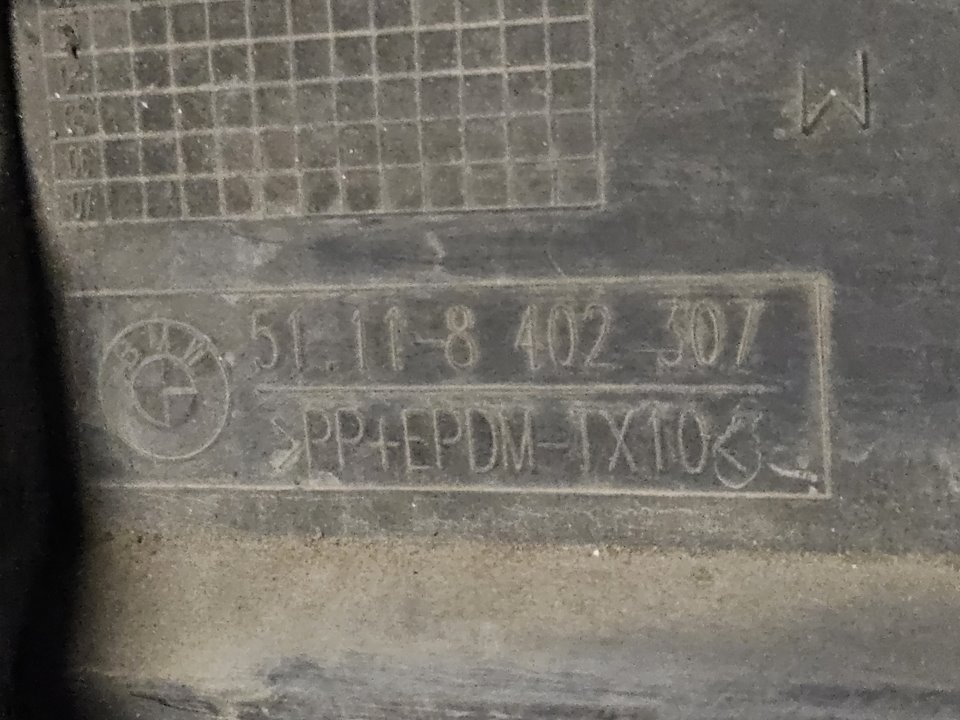 M
BMW
51.11-8 402 307
>PP+EPDM-TX10<